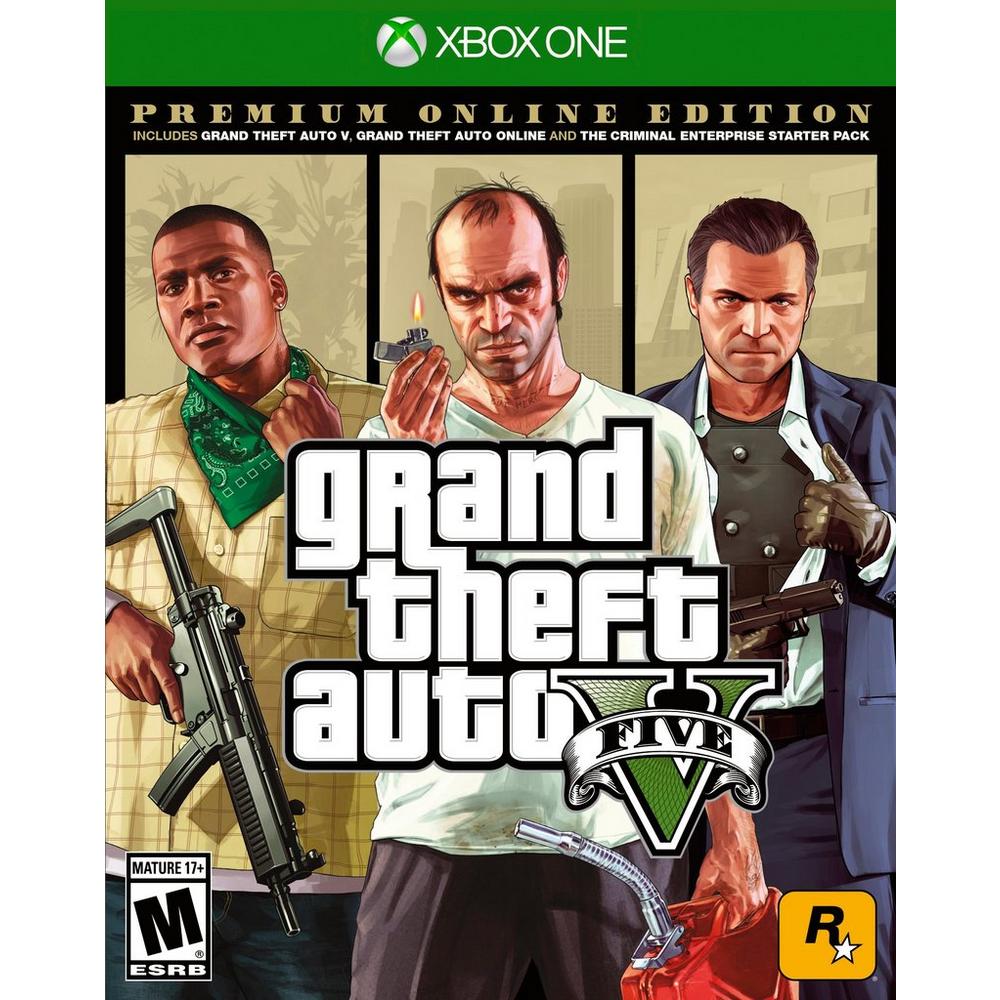 XBOX ONE
PREMIUM ONLINE EDITION
INCLUDES GRAND THEFT AUTO V, GRAND THEFT AUTO ONLINE AND THE CRIMINAL ENTERPRISE STARTER PACK
grand
theft
auto V
FIVE
MATURE 17+
M
®
ESRB
R